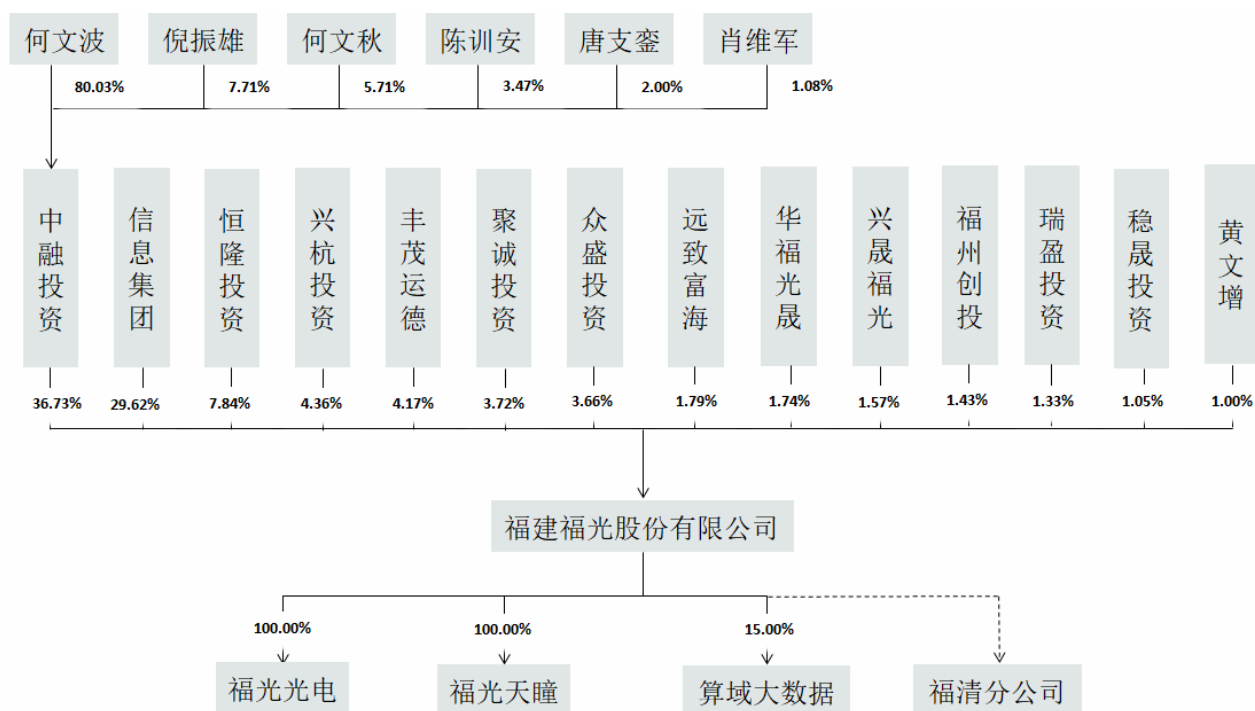 何文波
倪振雄
何文秋
陈训安
唐支銮
肖维军
80.03%
7.71%
5.71%
3.47%
2.00%
1.08%
中融投资
信息集团
恒隆投资
兴杭投资
丰茂运德
聚诚投资
众盛投资
远致富海
华福光晟
兴晟福光
福州创投
瑞盈投资
稳晟投资
黄文增
36.73%
29.62%
7.84%
4.36%
4.17%
3.72%
3.66%
1.79%
1.74%
1.57%
1.43%
1.33%
1.05%
1.00%
福建福光股份有限公司
100.00%
100.00%
15.00%
福光光电
福光天瞳
算域大数据
福清分公司